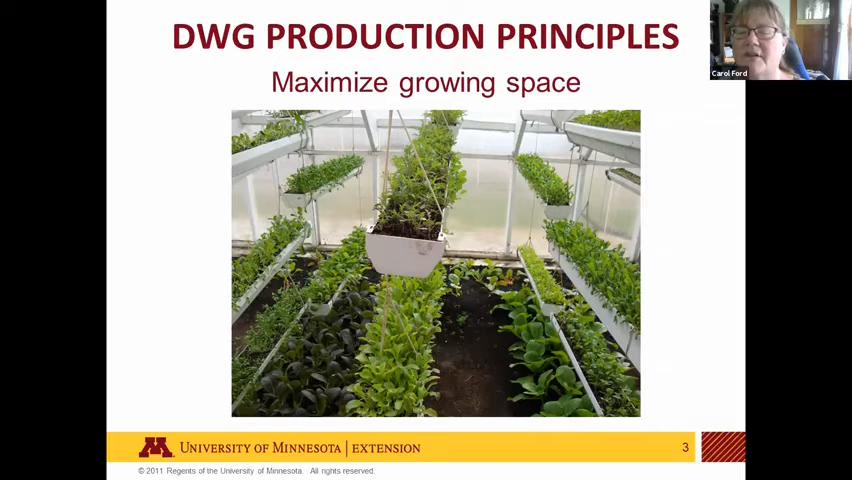 DWG PRODUCTION PRINCIPLES
Maximize growing space
Carol Ford
UNIVERSITY OF MINNESOTA | EXTENSION
3
© 2011 Regents of the University of Minnesota. All rights reserved.